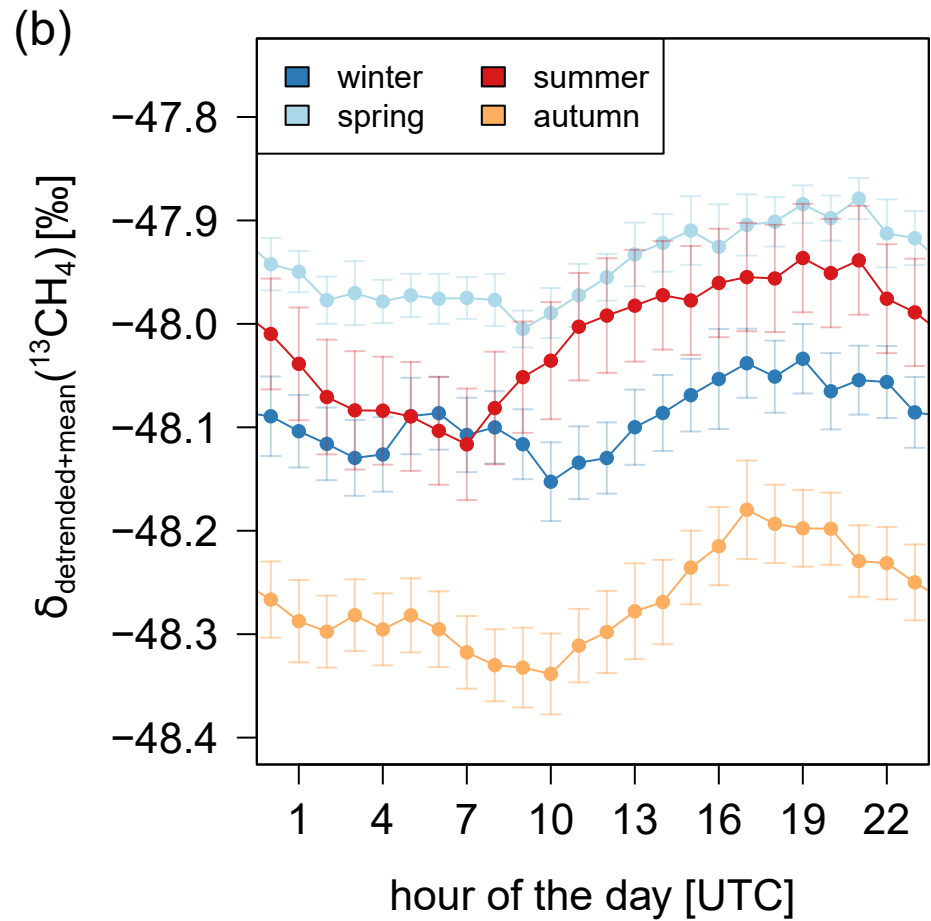 (b)
winter summer
spring autumn
−47.8
−47.9
−48.0
−48.1
−48.2
−48.3
−48.4
δdetrended+mean(¹³CH₄) [‰]
1 4 7 10 13 16 19 22
hour of the day [UTC]